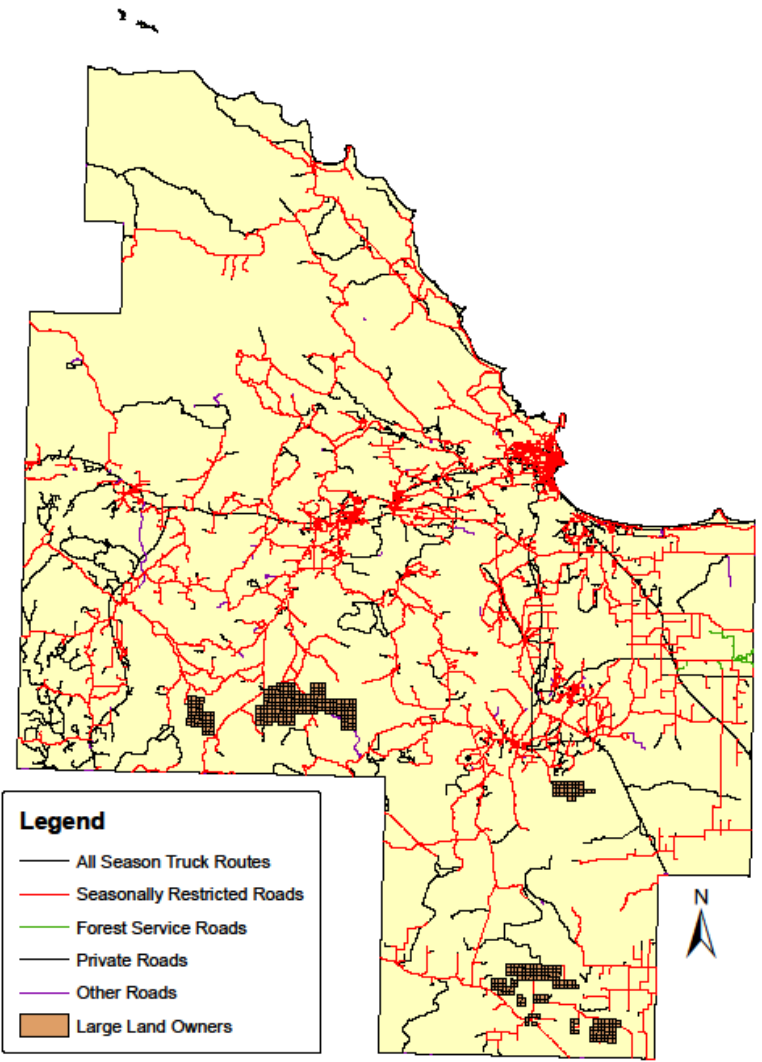 Legend
All Season Truck Routes
Seasonally Restricted Roads
Forest Service Roads
Private Roads
Other Roads
Large Land Owners
N